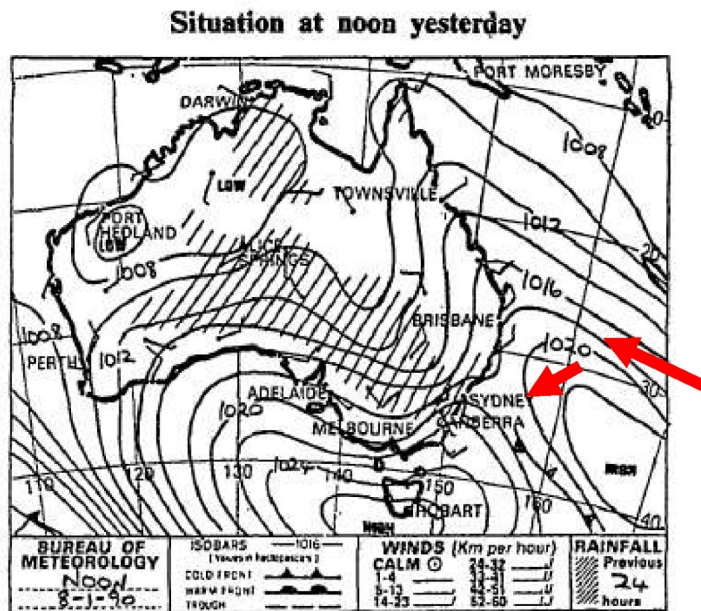 Situation at noon yesterday
PORT MORESBY
DARWIN
1008
LOW
TOWNSVILLE
PORT
HEDLAND
LOW
1012
20
ALICE
SPRINGS
1008
1016
BRISBANE
1008
1020
PERTH
1012
30
ADELAIDE
SYDNEY
1020
CANBERRA
MELBOURNE
1024
HIGH
110
120
130
140
150
160
HOBART
40
HIGH
BUREAU OF
METEOROLOGY
NOON
8-1-90
ISOBARS —1016—
(Values in hectopascals)
COLD FRONT
WARM FRONT
TROUGH
WINDS (Km per hour)
CALM
1-4
5-13
14-23
24-32
33-41
42-51
52-60
RAINFALL
Previous
24
hours